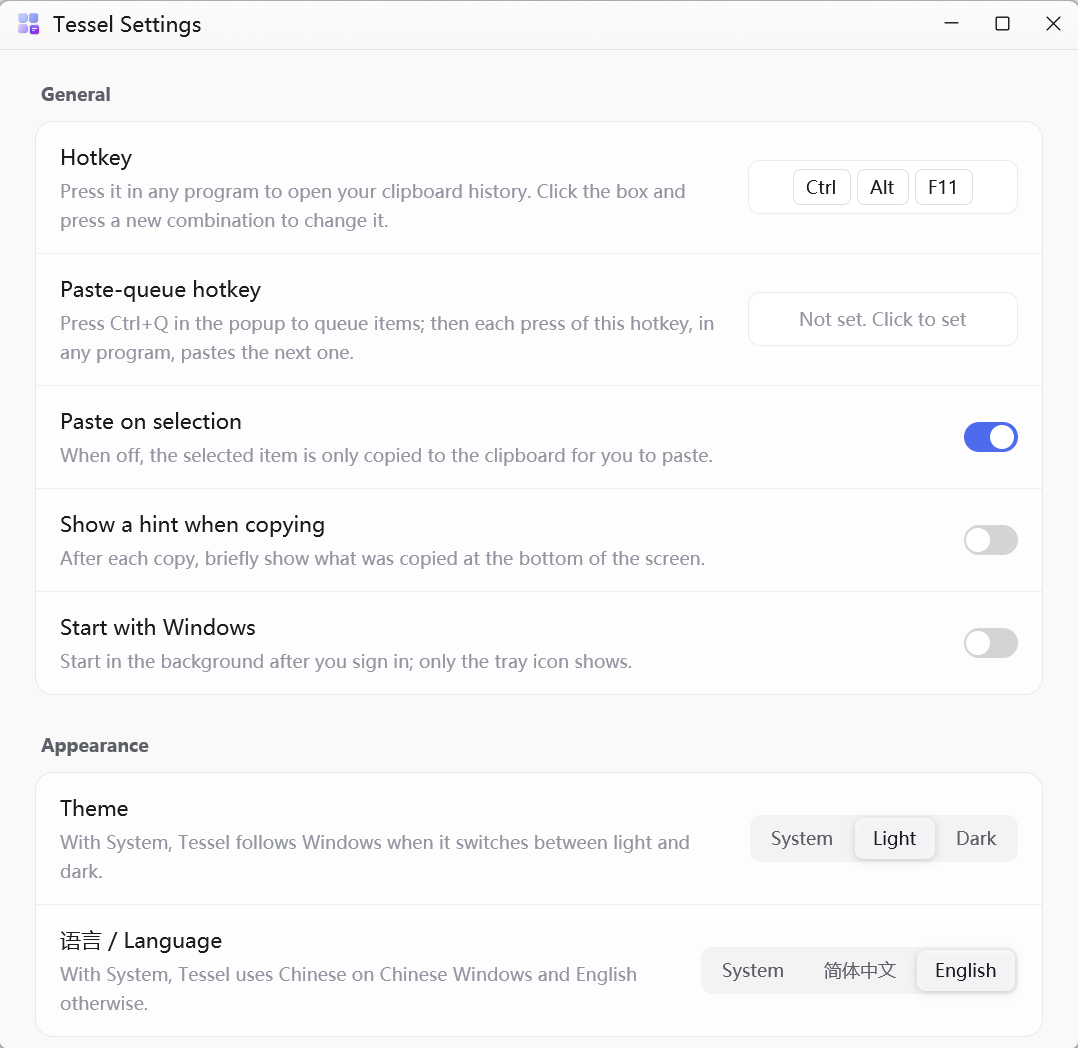 Tessel Settings
General
Hotkey
Press it in any program to open your clipboard history. Click the box and
press a new combination to change it.
Ctrl Alt F11
Paste-queue hotkey
Press Ctrl+Q in the popup to queue items; then each press of this hotkey, in
any program, pastes the next one.
Not set. Click to set
Paste on selection
When off, the selected item is only copied to the clipboard for you to paste.
Show a hint when copying
After each copy, briefly show what was copied at the bottom of the screen.
Start with Windows
Start in the background after you sign in; only the tray icon shows.
Appearance
Theme
With System, Tessel follows Windows when it switches between light and
dark.
System Light Dark
语言 / Language
With System, Tessel uses Chinese on Chinese Windows and English
otherwise.
System 简体中文 English